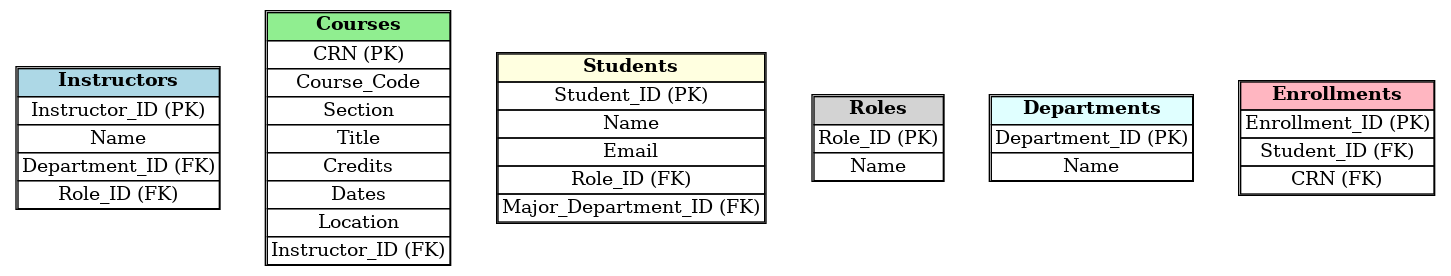 Instructors
Instructor_ID (PK)
Name
Department_ID (FK)
Role_ID (FK)
Courses
CRN (PK)
Course_Code
Section
Title
Credits
Dates
Location
Instructor_ID (FK)
Students
Student_ID (PK)
Name
Email
Role_ID (FK)
Major_Department_ID (FK)
Roles
Role_ID (PK)
Name
Departments
Department_ID (PK)
Name
Enrollments
Enrollment_ID (PK)
Student_ID (FK)
CRN (FK)